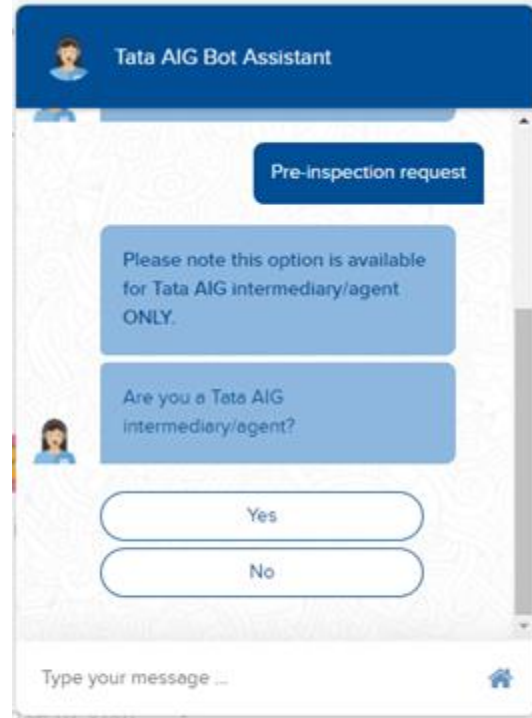 Tata AIG Bot Assistant
Pre-inspection request
Please note this option is available
for Tata AIG intermediary/agent
ONLY.
Are you a Tata AIG
intermediary/agent?
Yes
No
Type your message ...